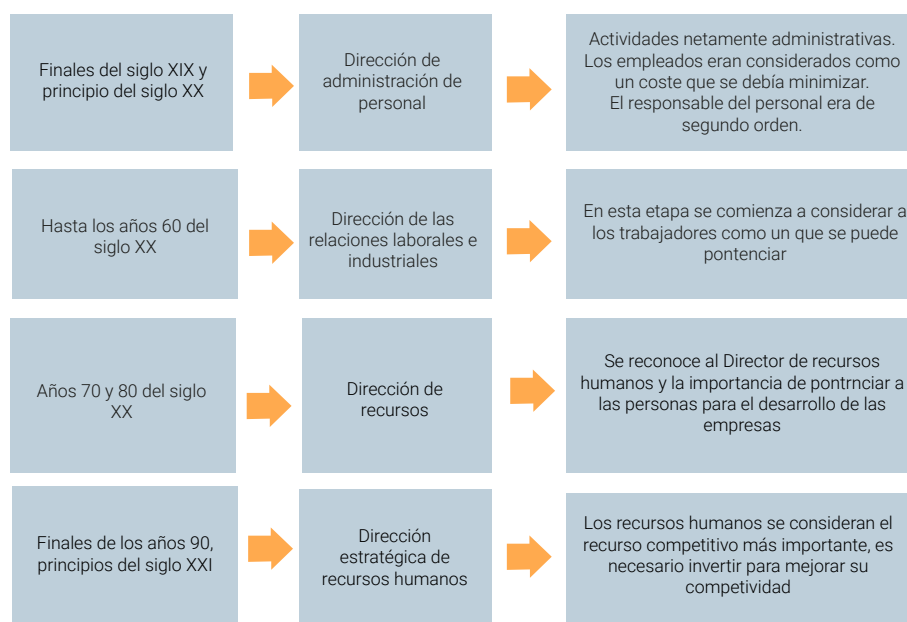 Finales del siglo XIX y
principio del siglo XX
Dirección de
administración de
personal
Actividades netamente administrativas.
Los empleados eran considerados como
un coste que se debía minimizar.
El responsable del personal era de
segundo orden.
Hasta los años 60 del
siglo XX
Dirección de las
relaciones laborales e
industriales
En esta etapa se comienza a considerar a
los trabajadores como un que se puede
pontenciar
Años 70 y 80 del siglo
XX
Dirección de
recursos
Se reconoce al Director de recursos
humanos y la importancia de pontrnciar a
las personas para el desarrollo de las
empresas
Finales de los años 90,
principios del siglo XXI
Dirección
estratégica de
recursos humanos
Los recursos humanos se consideran el
recurso competitivo más importante, es
necesario invertir para mejorar su
competividad